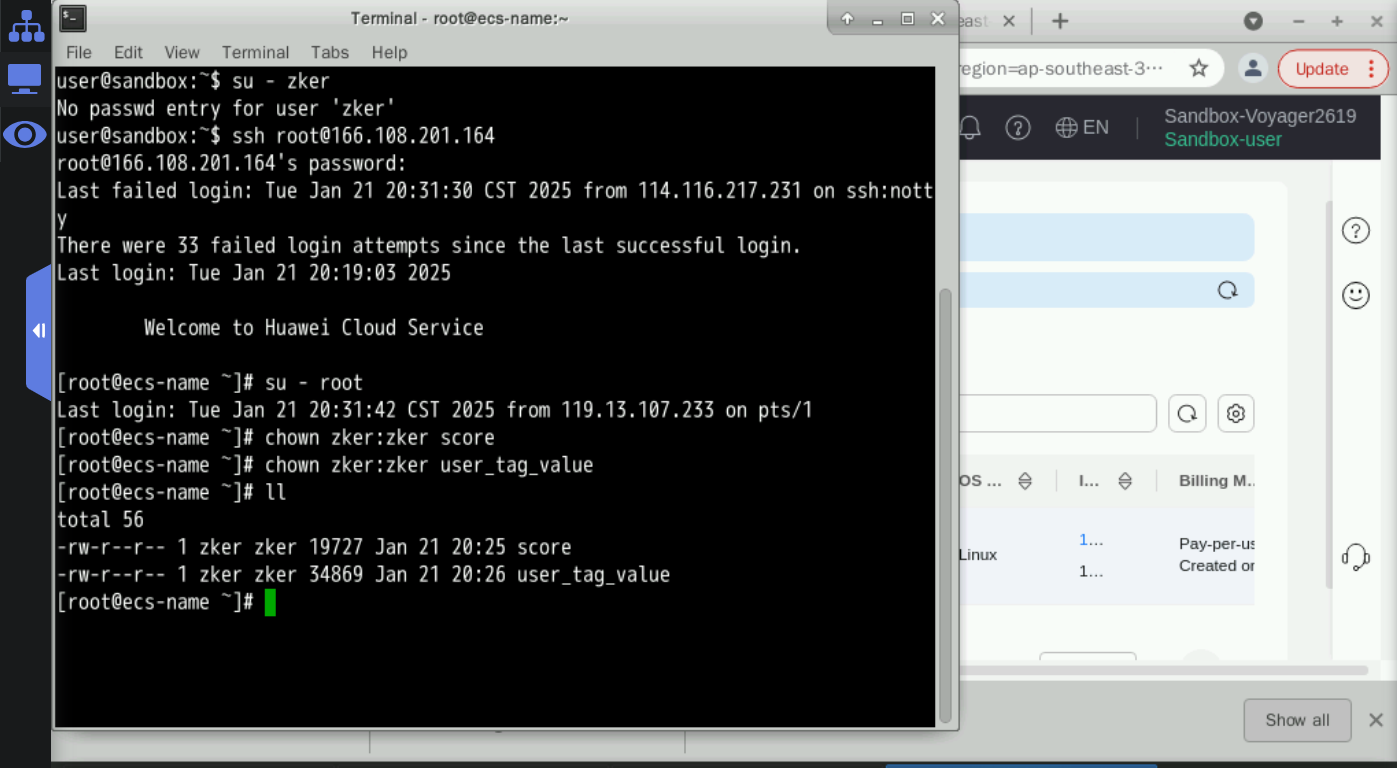 Terminal - root@ecs-name:~
File Edit View Terminal Tabs Help
user@sandbox:~$ su - zker
No passwd entry for user 'zker'
user@sandbox:~$ ssh root@166.108.201.164
root@166.108.201.164's password:
Last failed login: Tue Jan 21 20:31:30 CST 2025 from 114.116.217.231 on ssh:nott
y
There were 33 failed login attempts since the last successful login.
Last login: Tue Jan 21 20:19:03 2025
Welcome to Huawei Cloud Service
[root@ecs-name ~]# su - root
Last login: Tue Jan 21 20:31:42 CST 2025 from 119.13.107.233 on pts/1
[root@ecs-name ~]# chown zker:zker score
[root@ecs-name ~]# chown zker:zker user_tag_value
[root@ecs-name ~]# ll
total 56
-rw-r--r-- 1 zker zker 19727 Jan 21 20:25 score
-rw-r--r-- 1 zker zker 34869 Jan 21 20:26 user_tag_value
[root@ecs-name ~]#
east
region=ap-southeast-3···
Update
EN
Sandbox-Voyager2619
Sandbox-user
OS ... I... Billing M..
Linux
1...
1...
Pay-per-us
Created on
Show all